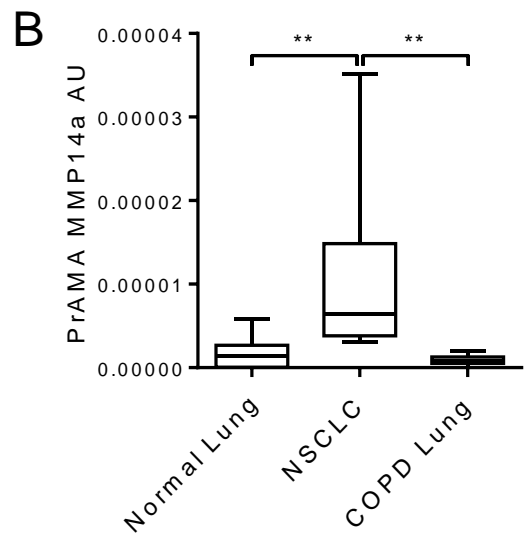 B
PrAMA MMP14a AU
0.00004
0.00003
0.00002
0.00001
0.00000
** **
Normal Lung
NSCLC
COPD Lung